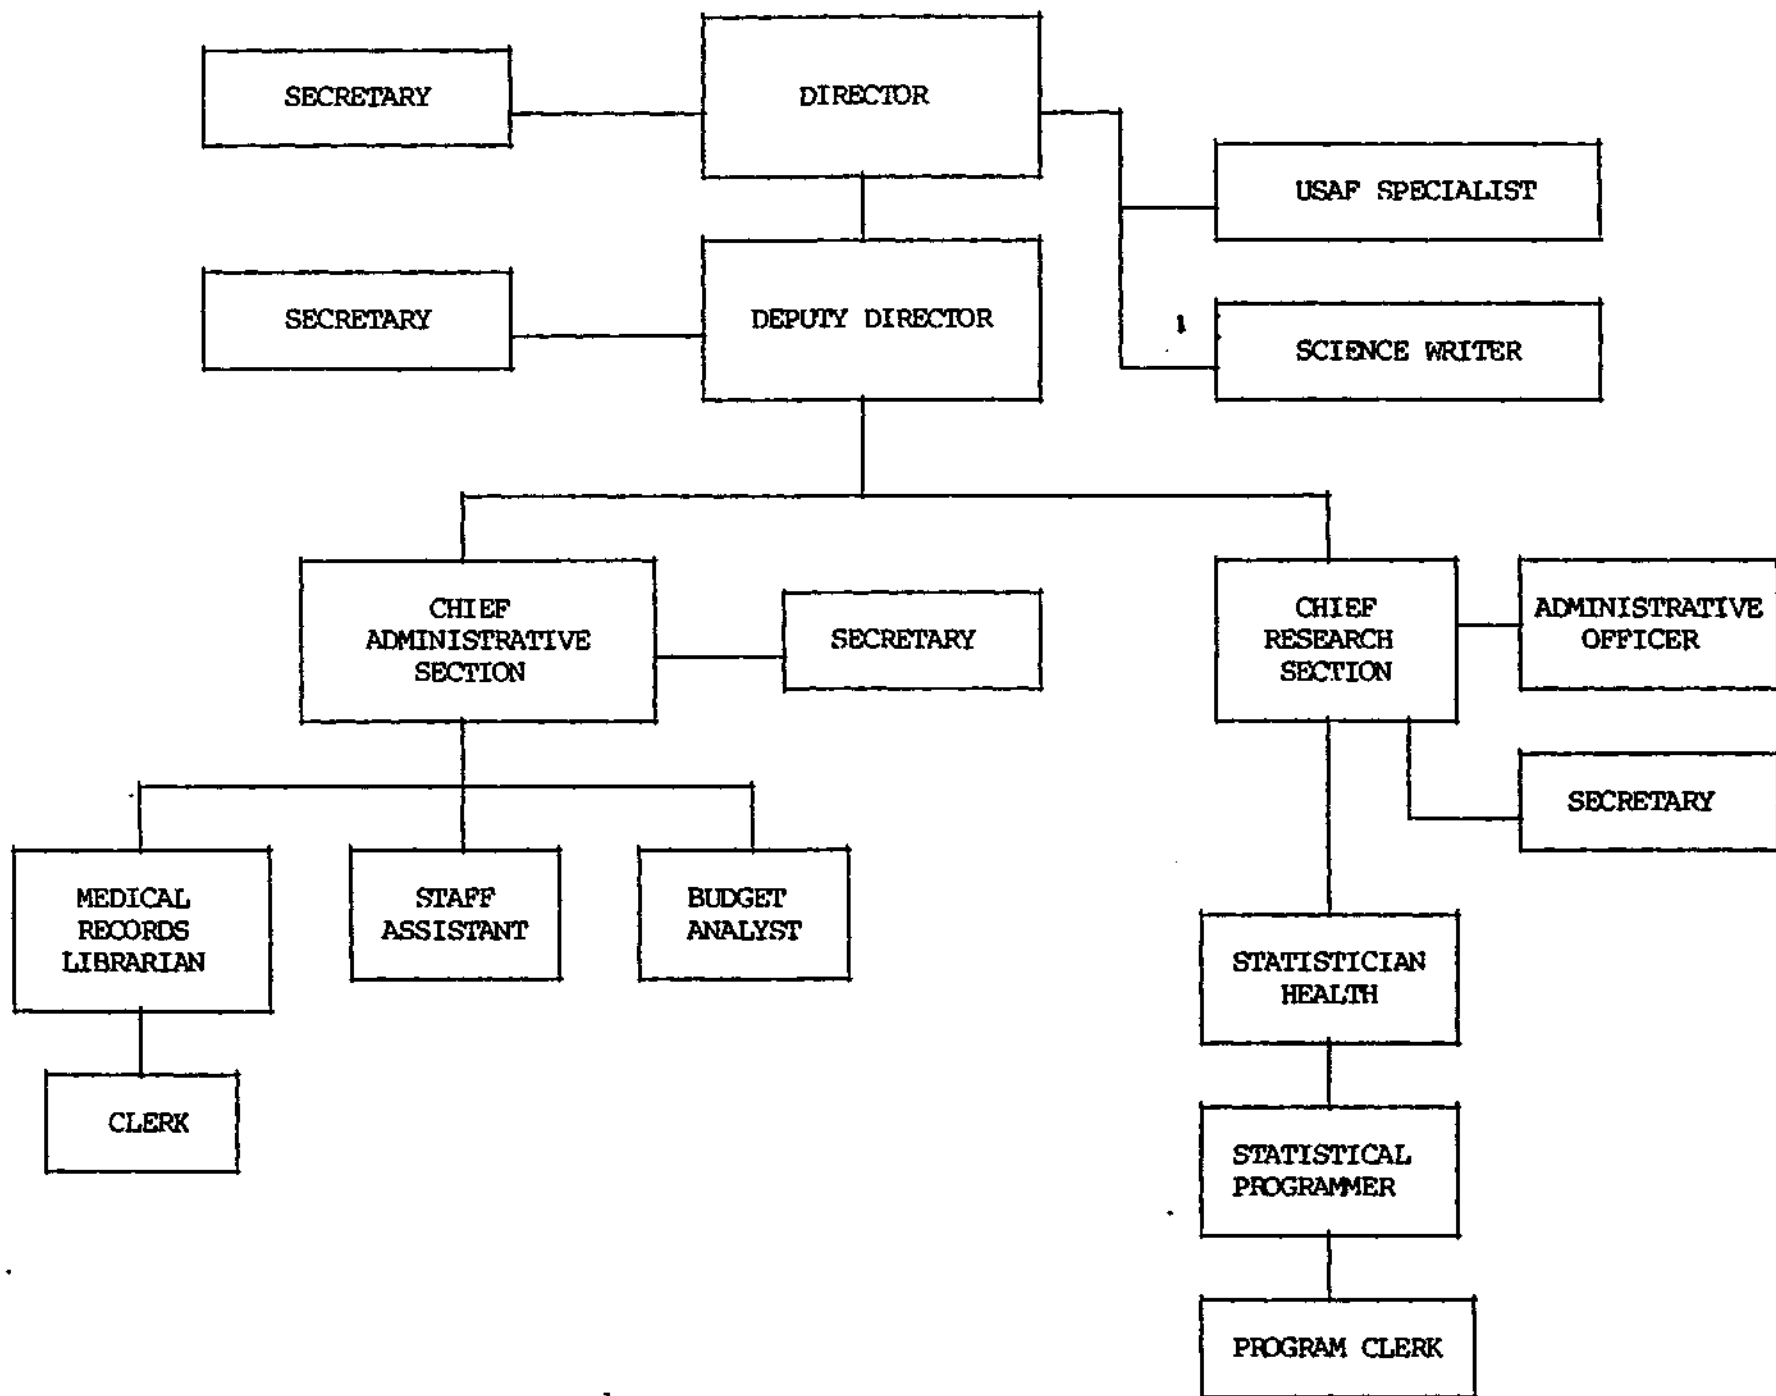 SECRETARY
DIRECTOR
USAF SPECIALIST
SECRETARY
DEPUTY DIRECTOR
SCIENCE WRITER
CHIEF
ADMINISTRATIVE
SECTION
SECRETARY
CHIEF
RESEARCH
SECTION
ADMINISTRATIVE
OFFICER
SECRETARY
MEDICAL
RECORDS
LIBRARIAN
STAFF
ASSISTANT
BUDGET
ANALYST
STATISTICIAN
HEALTH
CLERK
STATISTICAL
PROGRAMMER
PROGRAM CLERK